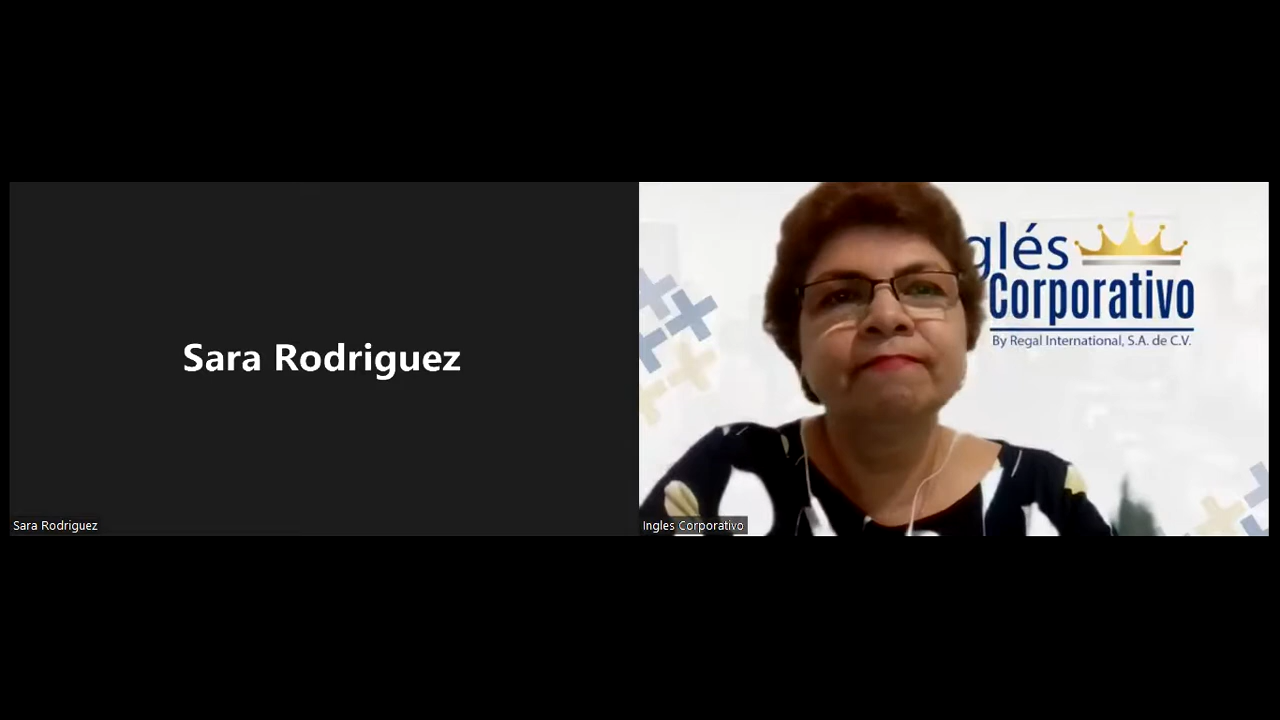 Sara Rodriguez
Sara Rodriguez
glés
Corporativo
By Regal International, S.A. de C.V.
Ingles Corporativo